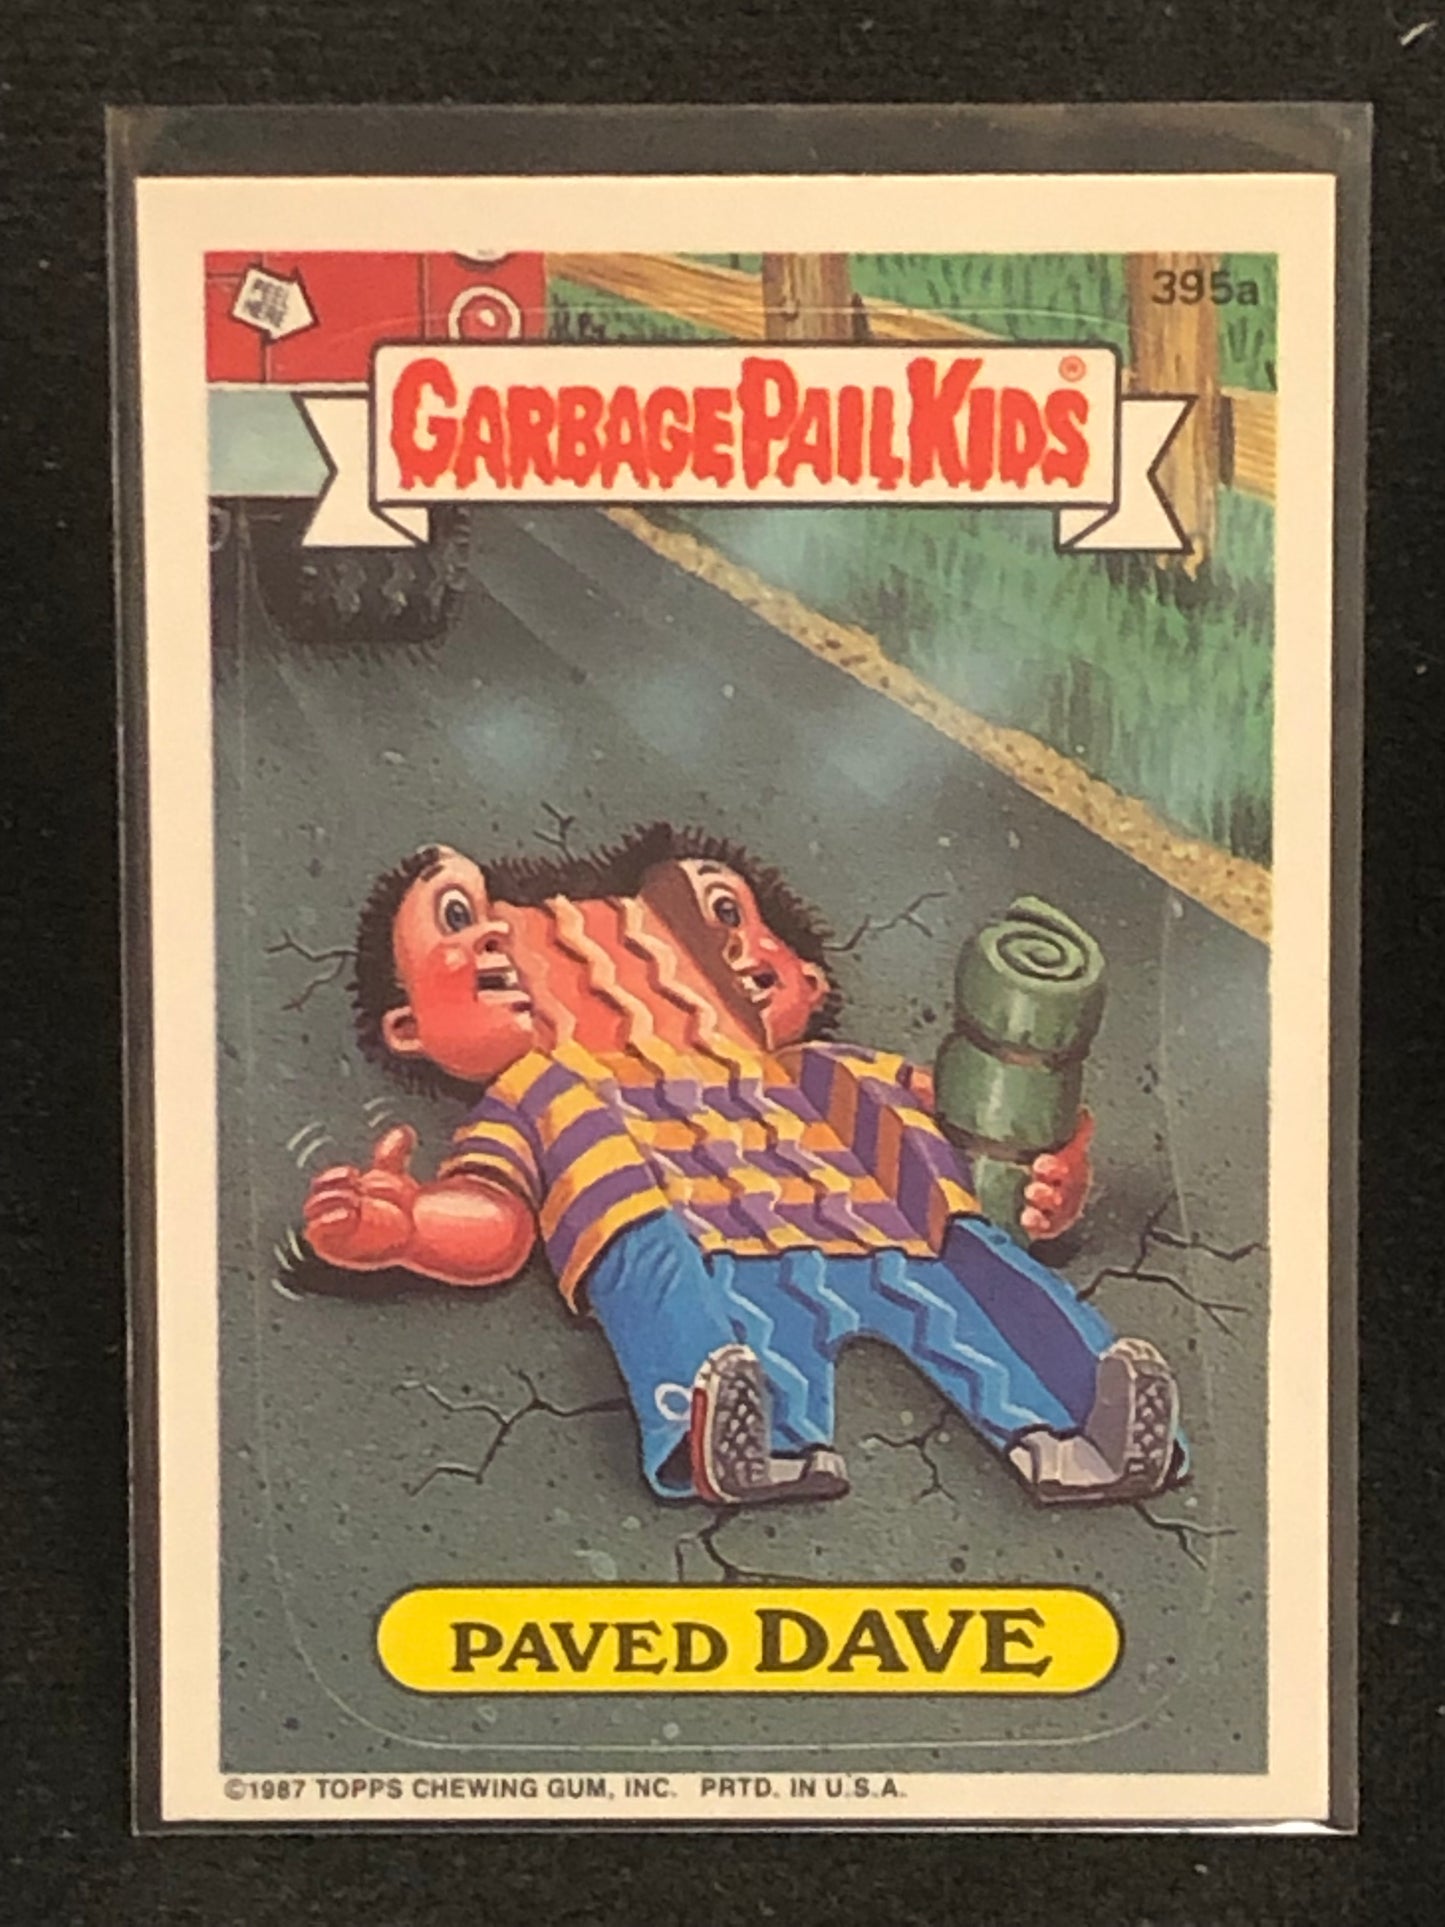 PEEL
HERE
395a
GARBAGE PAIL KIDS®
PAVED DAVE
©1987 TOPPS CHEWING GUM, INC. PRTD. IN U.S.A.